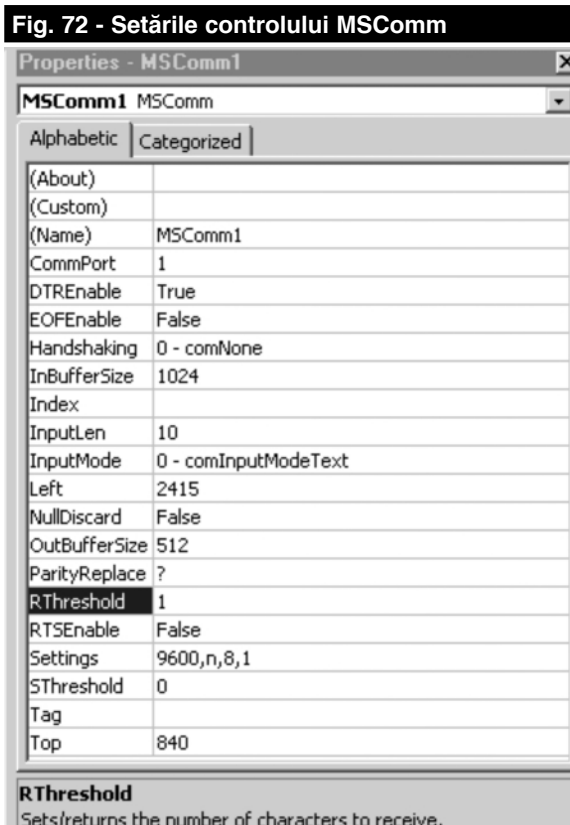 Fig. 72 - Setările controlului MSComm
Properties - MSComm1
MSComm1 MSComm
Alphabetic Categorized
(About)
(Custom)
(Name) MSComm1
CommPort 1
DTREnable True
EOFEnable False
Handshaking 0 - comNone
InBufferSize 1024
Index
InputLen 10
InputMode 0 - comInputModeText
Left 2415
NullDiscard False
OutBufferSize 512
ParityReplace ?
RThreshold 1
RTSEnable False
Settings 9600,n,8,1
SThreshold 0
Tag
Top 840
RThreshold
Sets/returns the number of characters to receive.